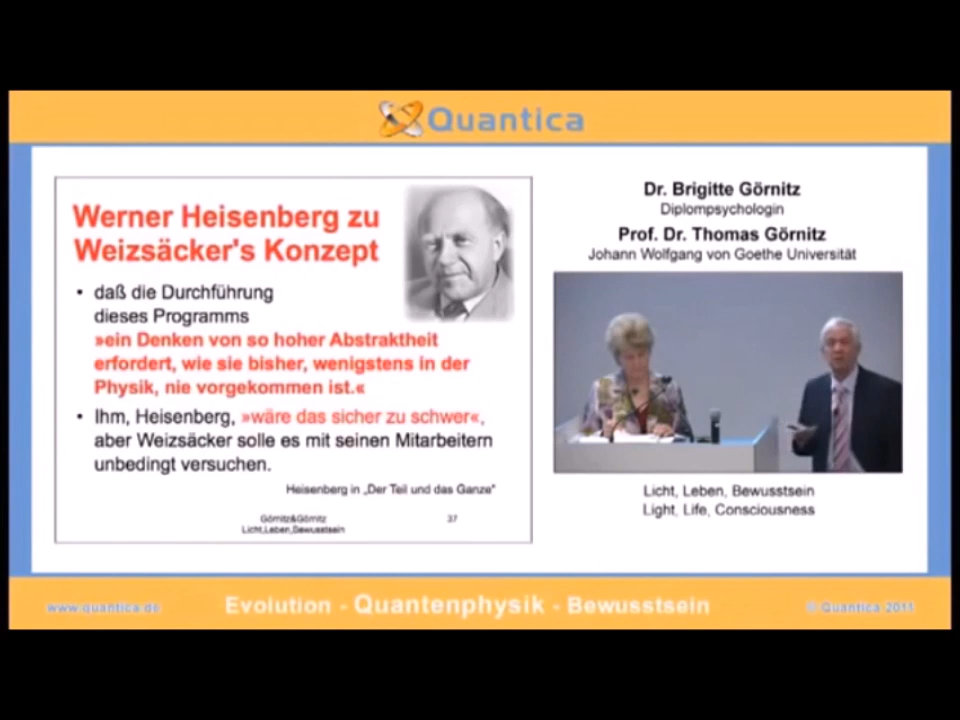 Quantica
Werner Heisenberg zu
Weizsäcker's Konzept
• daß die Durchführung
dieses Programms
»ein Denken von so hoher Abstraktheit
erfordert, wie sie bisher, wenigstens in der
Physik, nie vorgekommen ist.«
• Ihm, Heisenberg, »wäre das sicher zu schwer«,
aber Weizsäcker solle es mit seinen Mitarbeitern
unbedingt versuchen.
Heisenberg in „Der Teil und das Ganze"
Görnitz&Görnitz
Licht,Leben,Bewusstsein
37
Dr. Brigitte Görnitz
Diplompsychologin
Prof. Dr. Thomas Görnitz
Johann Wolfgang von Goethe Universität
Licht, Leben, Bewusstsein
Light, Life, Consciousness
www.quantica.de
Evolution - Quantenphysik - Bewusstsein
© Quantica 2011